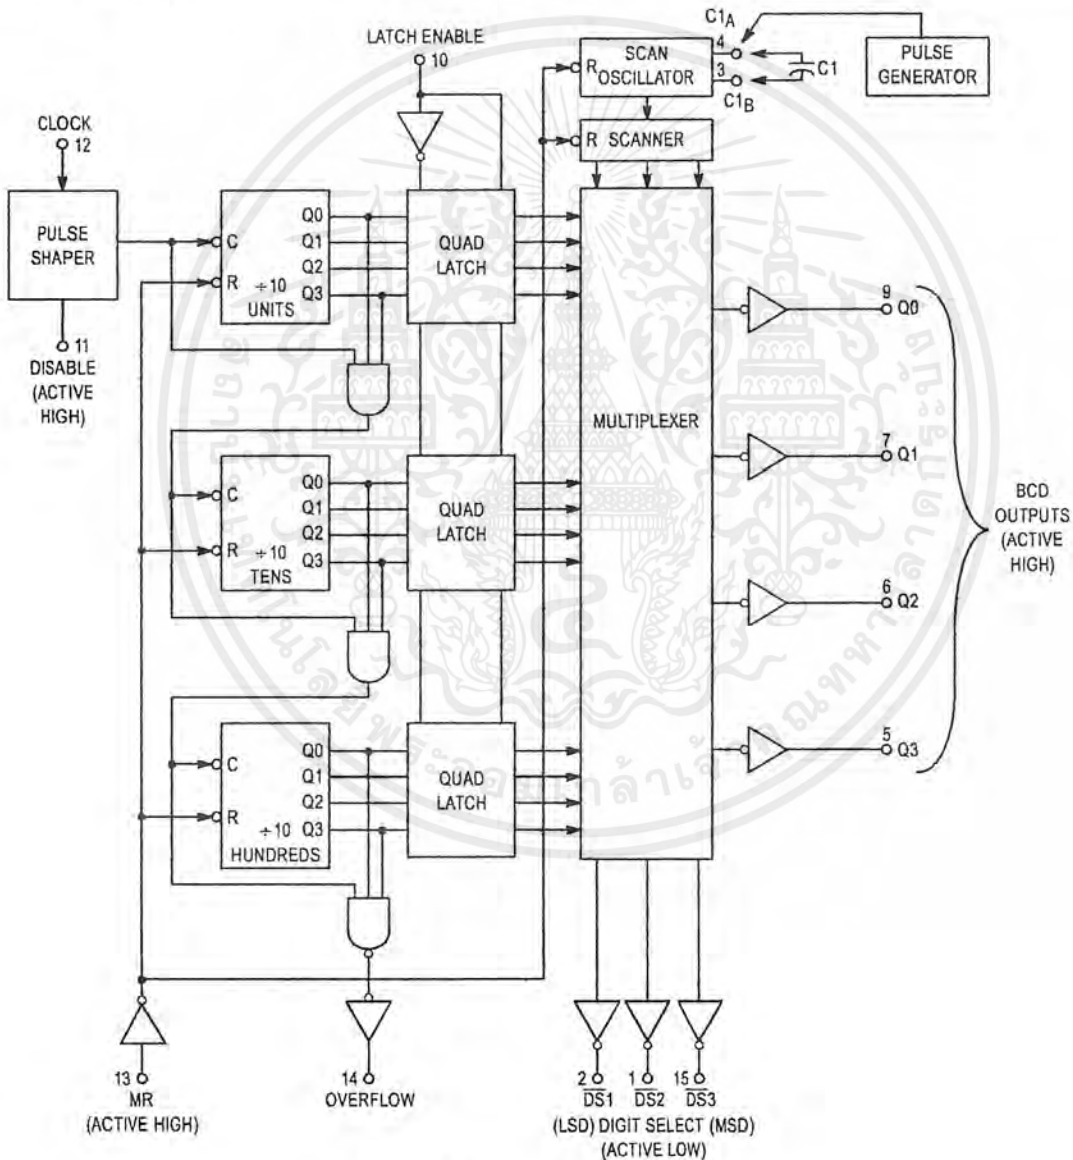 LATCH ENABLE
10
C1A
4
3
C1B
C1
SCAN
OSCILLATOR
R
PULSE
GENERATOR
R SCANNER
CLOCK
12
PULSE
SHAPER
11
DISABLE
(ACTIVE
HIGH)
C
R
÷10
UNITS
Q0
Q1
Q2
Q3
QUAD
LATCH
C
R
÷10
TENS
Q0
Q1
Q2
Q3
QUAD
LATCH
C
R
÷10
HUNDREDS
Q0
Q1
Q2
Q3
QUAD
LATCH
MULTIPLEXER
9 Q0
7 Q1
6 Q2
5 Q3
BCD
OUTPUTS
(ACTIVE
HIGH)
13
MR
(ACTIVE HIGH)
14
OVERFLOW
2 1 15
DS1 DS2 DS3
(LSD) DIGIT SELECT (MSD)
(ACTIVE LOW)